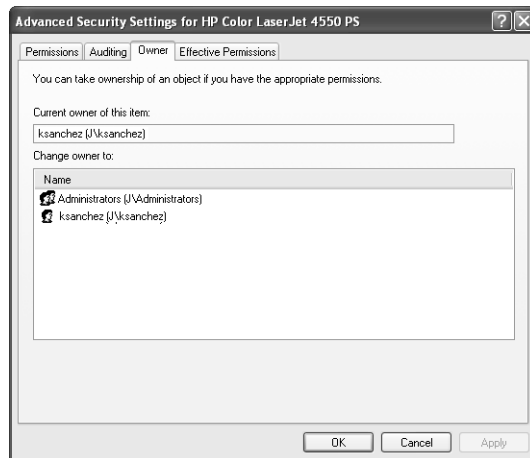 Advanced Security Settings for HP Color LaserJet 4550 PS
Permissions Auditing Owner Effective Permissions
You can take ownership of an object if you have the appropriate permissions.
Current owner of this item:
ksanchez (J\ksanchez)
Change owner to:
Name
Administrators (J\Administrators)
ksanchez (J\ksanchez)
OK Cancel Apply